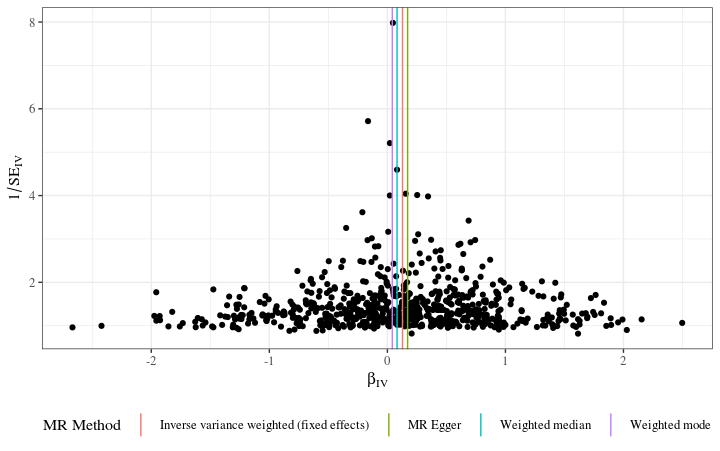 8
6
4
2
1/SE_IV
-2
-1
0
1
2
β_IV
MR Method
Inverse variance weighted (fixed effects)
MR Egger
Weighted median
Weighted mode